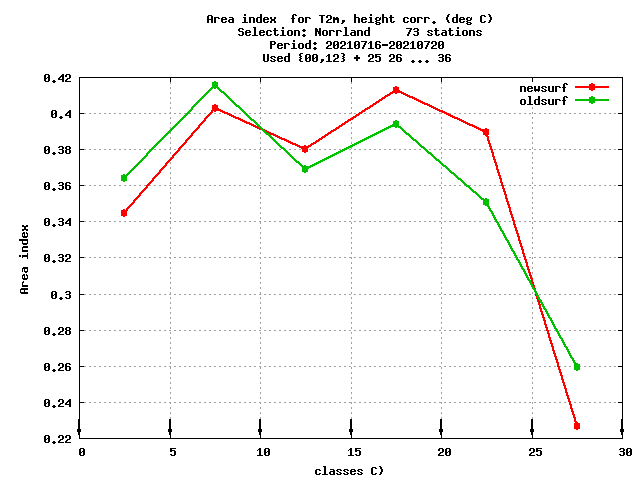 Area index  for T2m, height corr. (deg C)
Selection: Norrland     73 stations
Period: 20210716-20210720
Used {00,12} + 25 26 ... 36
newsurf
oldsurf
0.42
0.4
0.38
0.36
0.34
0.32
0.3
0.28
0.26
0.24
0.22
Area index
0 5 10 15 20 25 30
classes C)